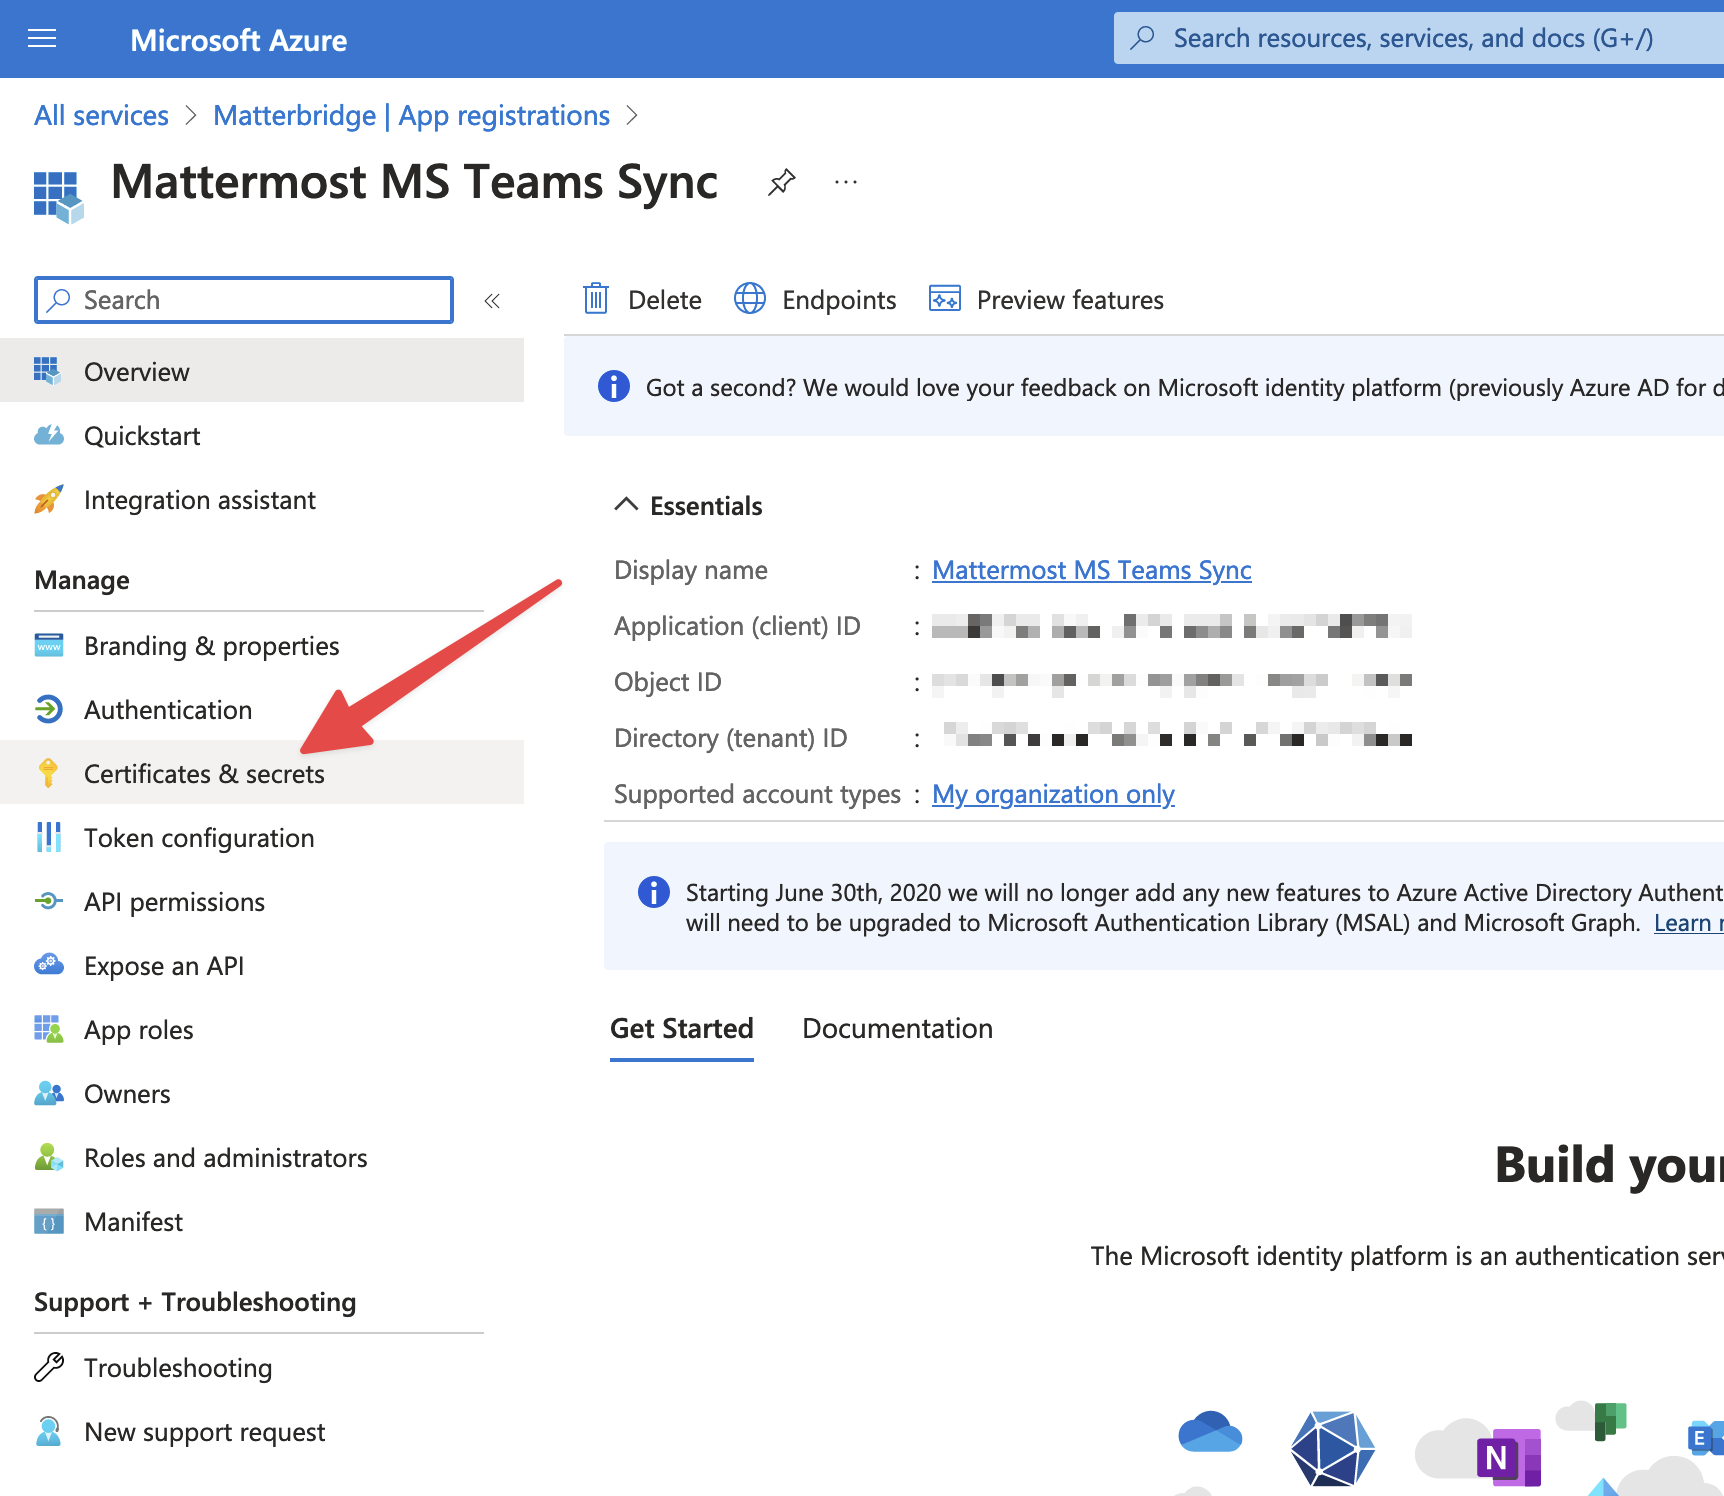 Microsoft Azure
Search resources, services, and docs (G+/)
All services > Matterbridge | App registrations >
Mattermost MS Teams Sync
Search
Delete
Endpoints
Preview features
Overview
Quickstart
Integration assistant
Manage
Branding & properties
Authentication
Certificates & secrets
Token configuration
API permissions
Expose an API
App roles
Owners
Roles and administrators
Manifest
Support + Troubleshooting
Troubleshooting
New support request
Got a second? We would love your feedback on Microsoft identity platform (previously Azure AD for d
Essentials
Display name : Mattermost MS Teams Sync
Application (client) ID :
Object ID :
Directory (tenant) ID :
Supported account types : My organization only
Starting June 30th, 2020 we will no longer add any new features to Azure Active Directory Authent
will need to be upgraded to Microsoft Authentication Library (MSAL) and Microsoft Graph. Learn
Get Started
Documentation
Build your
The Microsoft identity platform is an authentication ser
N
E